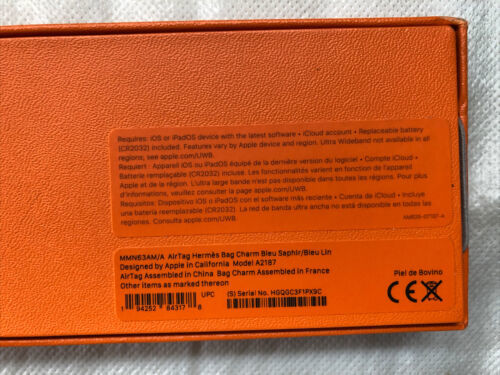 Requires: iOS or iPadOS device with the latest software • iCloud account • Replaceable battery
(CR2032) included. Features vary by Apple device and region. Ultra Wideband not available in all
regions; see apple.com/UWB.
Requiert : Appareil iOS ou iPadOS équipé de la dernière version du logiciel • Compte iCloud •
Batterie remplaçable (CR2032) incluse. Les fonctionnalités varient en fonction de l'appareil
Apple et de la région. L'ultra large bande n'est pas disponible dans toutes les régions. Pour plus
d'informations, veuillez consulter la page apple.com/UWB.
Requisitos: Dispositivo iOS o iPadOS con el software más reciente • Cuenta de iCloud • Incluye
una batería reemplazable (CR2032). La red de banda ultra ancha no está disponible en todas las
regiones; consulta apple.com/UWB.
MMN63AM/A AirTag Hermès Bag Charm Bleu Saphir/Bleu Lin
Designed by Apple in California Model A2187
AirTag Assembled in China Bag Charm Assembled in France
Other items as marked thereon
Piel de Bovino
CE
UPC
1 94252 84317 8
(S) Serial No. HGQGC3F1PX9C